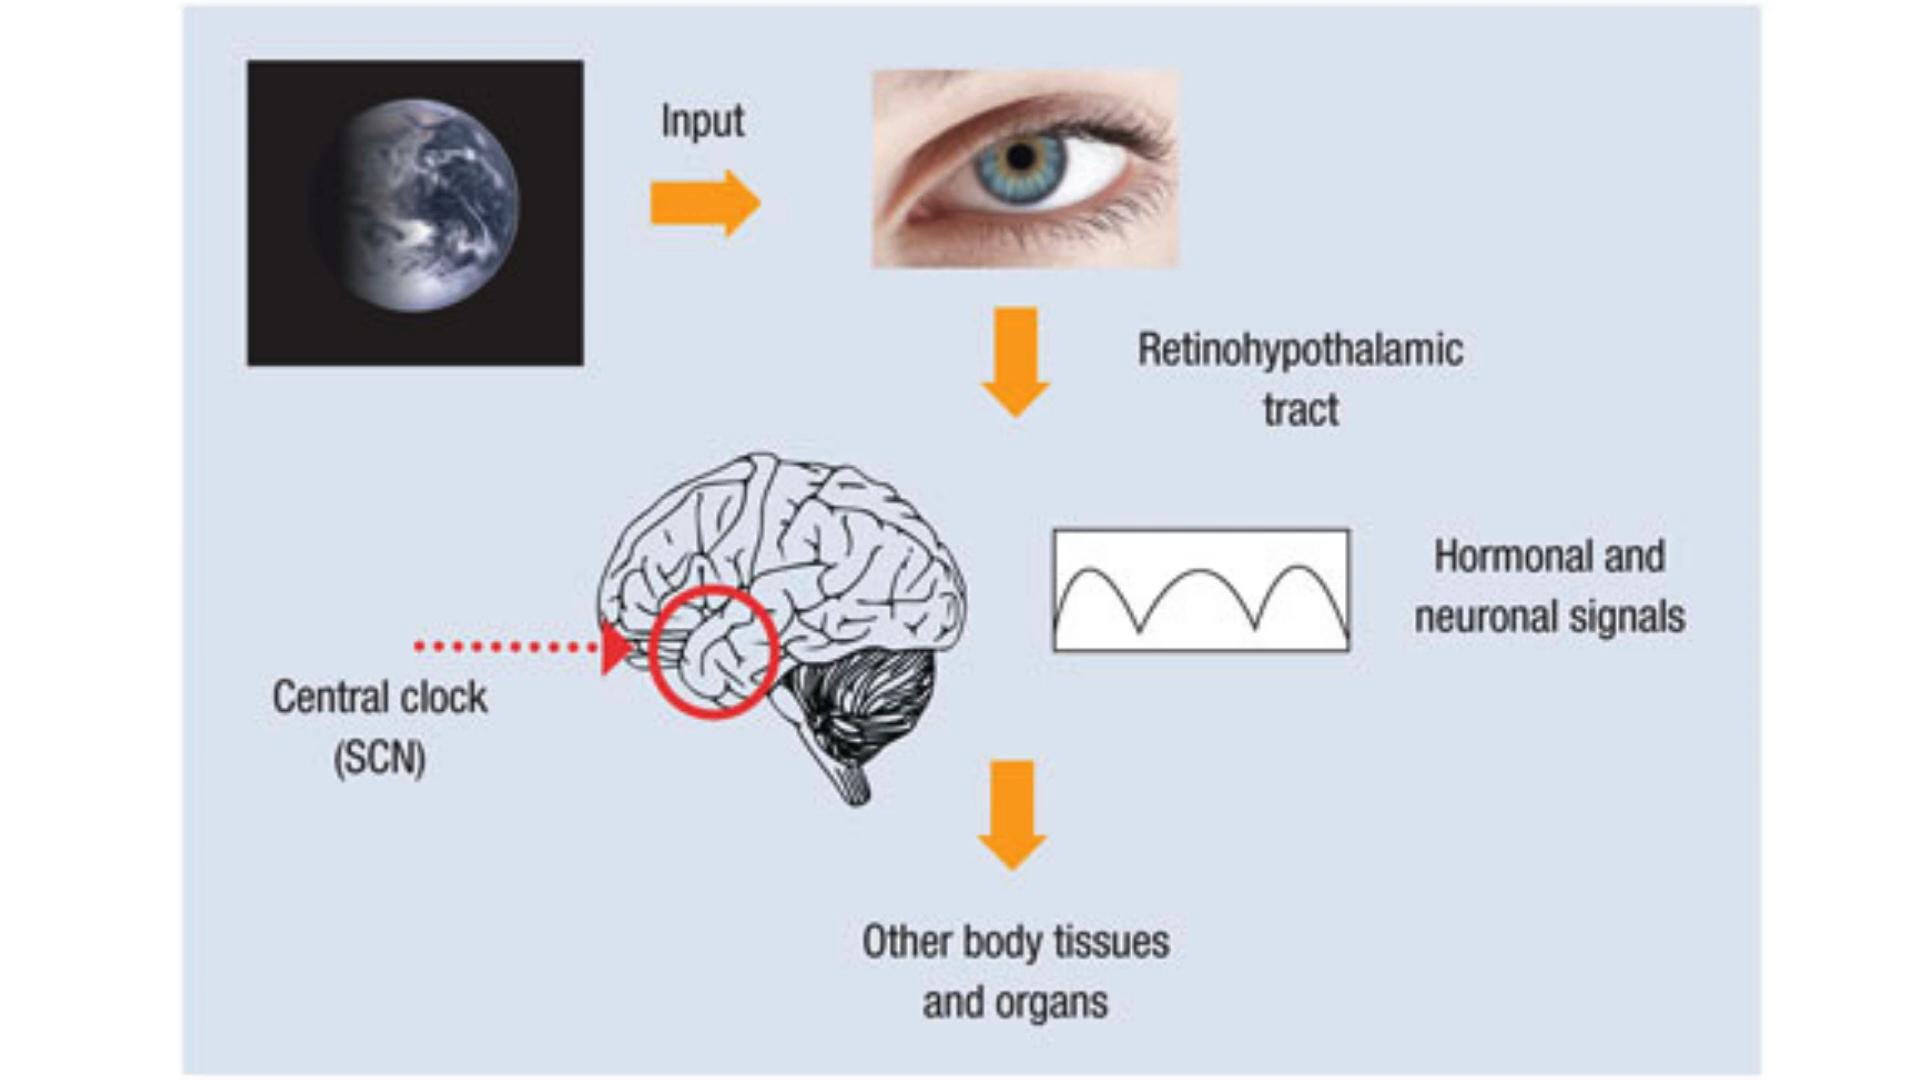 Input
Retinohypothalamic
tract
Hormonal and
neuronal signals
Central clock
(SCN)
Other body tissues
and organs